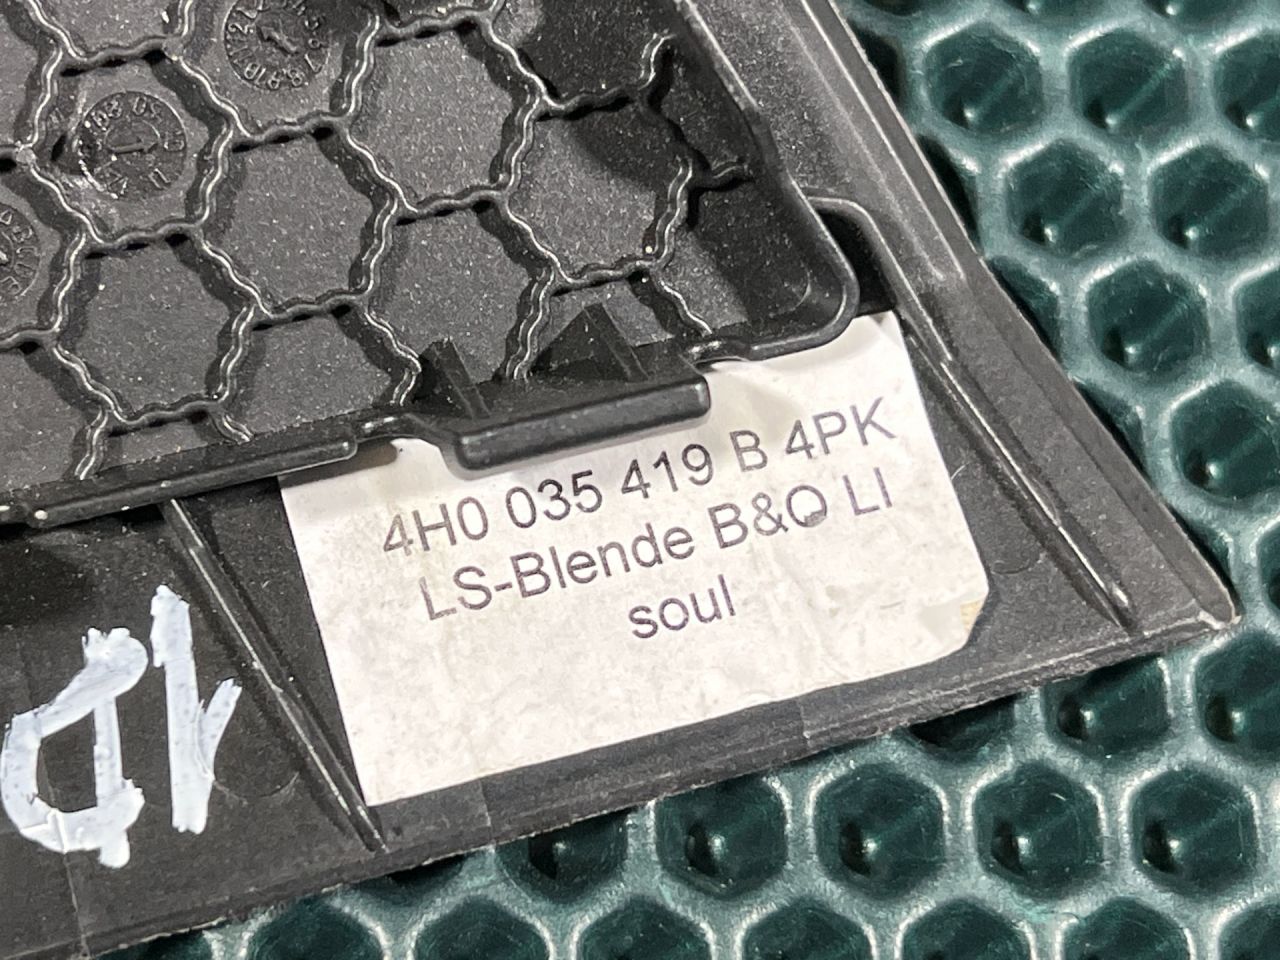 4H0 035 419 B 4PK
LS-Blende B&O LI
soul